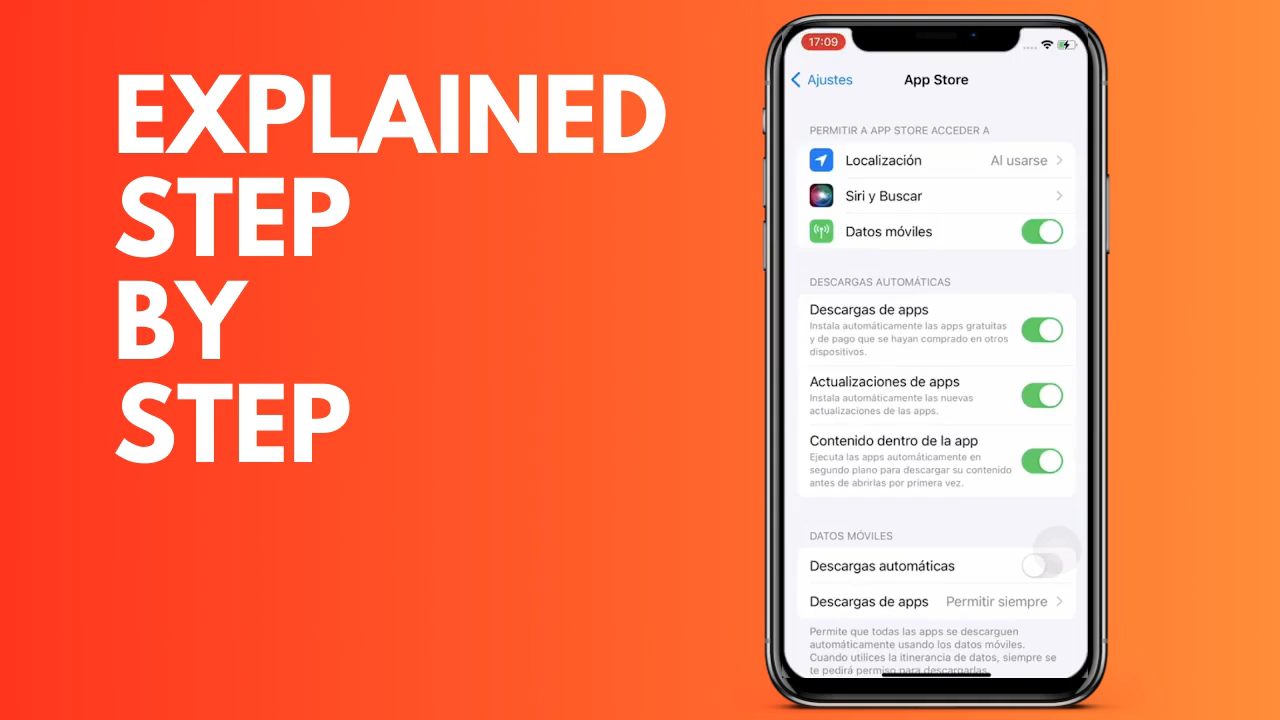 EXPLAINED
STEP
BY
STEP
17:09
Ajustes
App Store
PERMITIR A APP STORE ACCEDER A
Localización Al usarse
Siri y Buscar
Datos móviles
DESCARGAS AUTOMÁTICAS
Descargas de apps
Instala automáticamente las apps gratuitas
y de pago que se hayan comprado en otros
dispositivos.
Actualizaciones de apps
Instala automáticamente las nuevas
actualizaciones de las apps.
Contenido dentro de la app
Ejecuta las apps automáticamente en
segundo plano para descargar su contenido
antes de abrirlas por primera vez.
DATOS MÓVILES
Descargas automáticas
Descargas de apps Permitir siempre
Permite que todas las apps se descarguen
automáticamente usando los datos móviles.
Cuando utilices la itinerancia de datos, siempre se
te pedirá permiso para descargarlas.